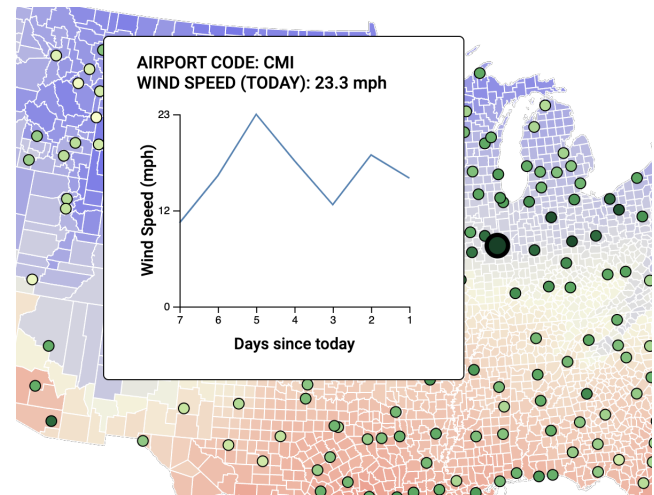 AIRPORT CODE: CMI
WIND SPEED (TODAY): 23.3 mph
Wind Speed (mph)
23
12
0
7 6 5 4 3 2 1
Days since today